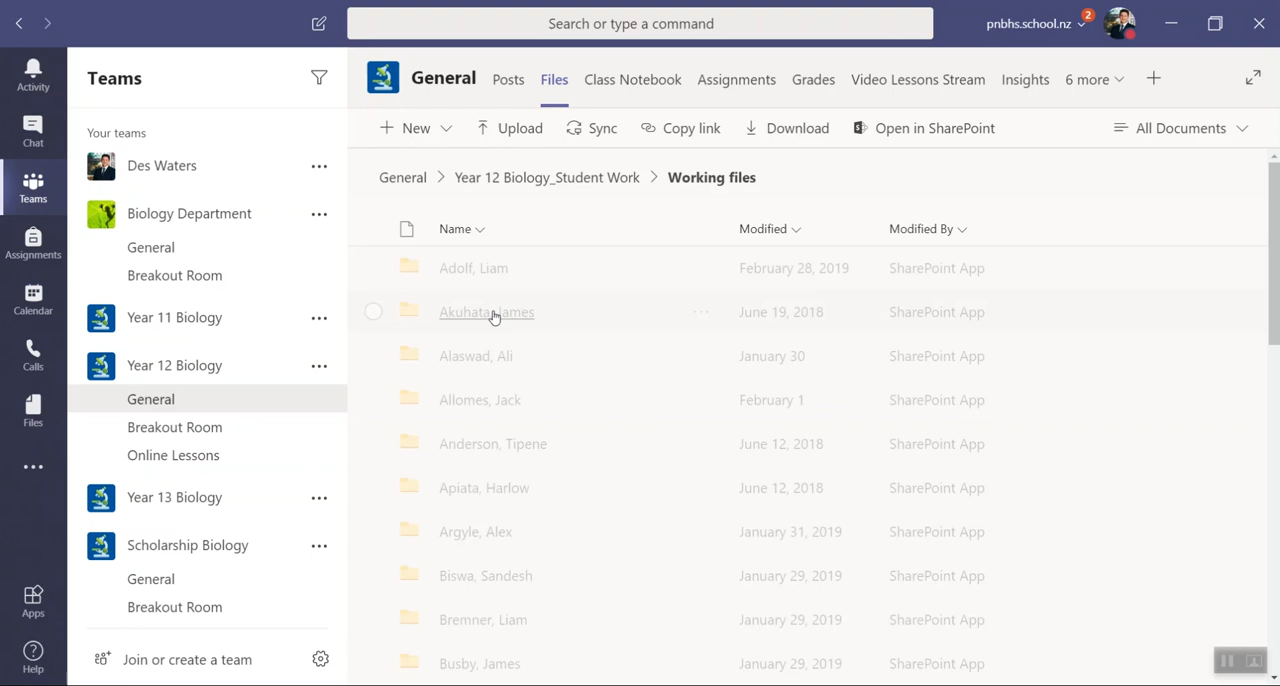 Search or type a command
pnbhs.school.nz
2
Activity
Chat
Teams
Assignments
Calendar
Calls
Files
Apps
Help
Teams
Your teams
Des Waters
Biology Department
General
Breakout Room
Year 11 Biology
Year 12 Biology
General
Breakout Room
Online Lessons
Year 13 Biology
Scholarship Biology
General
Breakout Room
Join or create a team
General Posts Files Class Notebook Assignments Grades Video Lessons Stream Insights 6 more
New Upload Sync Copy link Download Open in SharePoint All Documents
General > Year 12 Biology_Student Work > Working files
Name Modified Modified By
Adolf, Liam February 28, 2019 SharePoint App
Akuhata, James June 19, 2018 SharePoint App
Alaswad, Ali January 30 SharePoint App
Allomes, Jack February 1 SharePoint App
Anderson, Tipene June 12, 2018 SharePoint App
Apiata, Harlow June 12, 2018 SharePoint App
Argyle, Alex January 31, 2019 SharePoint App
Biswa, Sandesh January 29, 2019 SharePoint App
Bremner, Liam January 29, 2019 SharePoint App
Busby, James January 29, 2019 SharePoint App